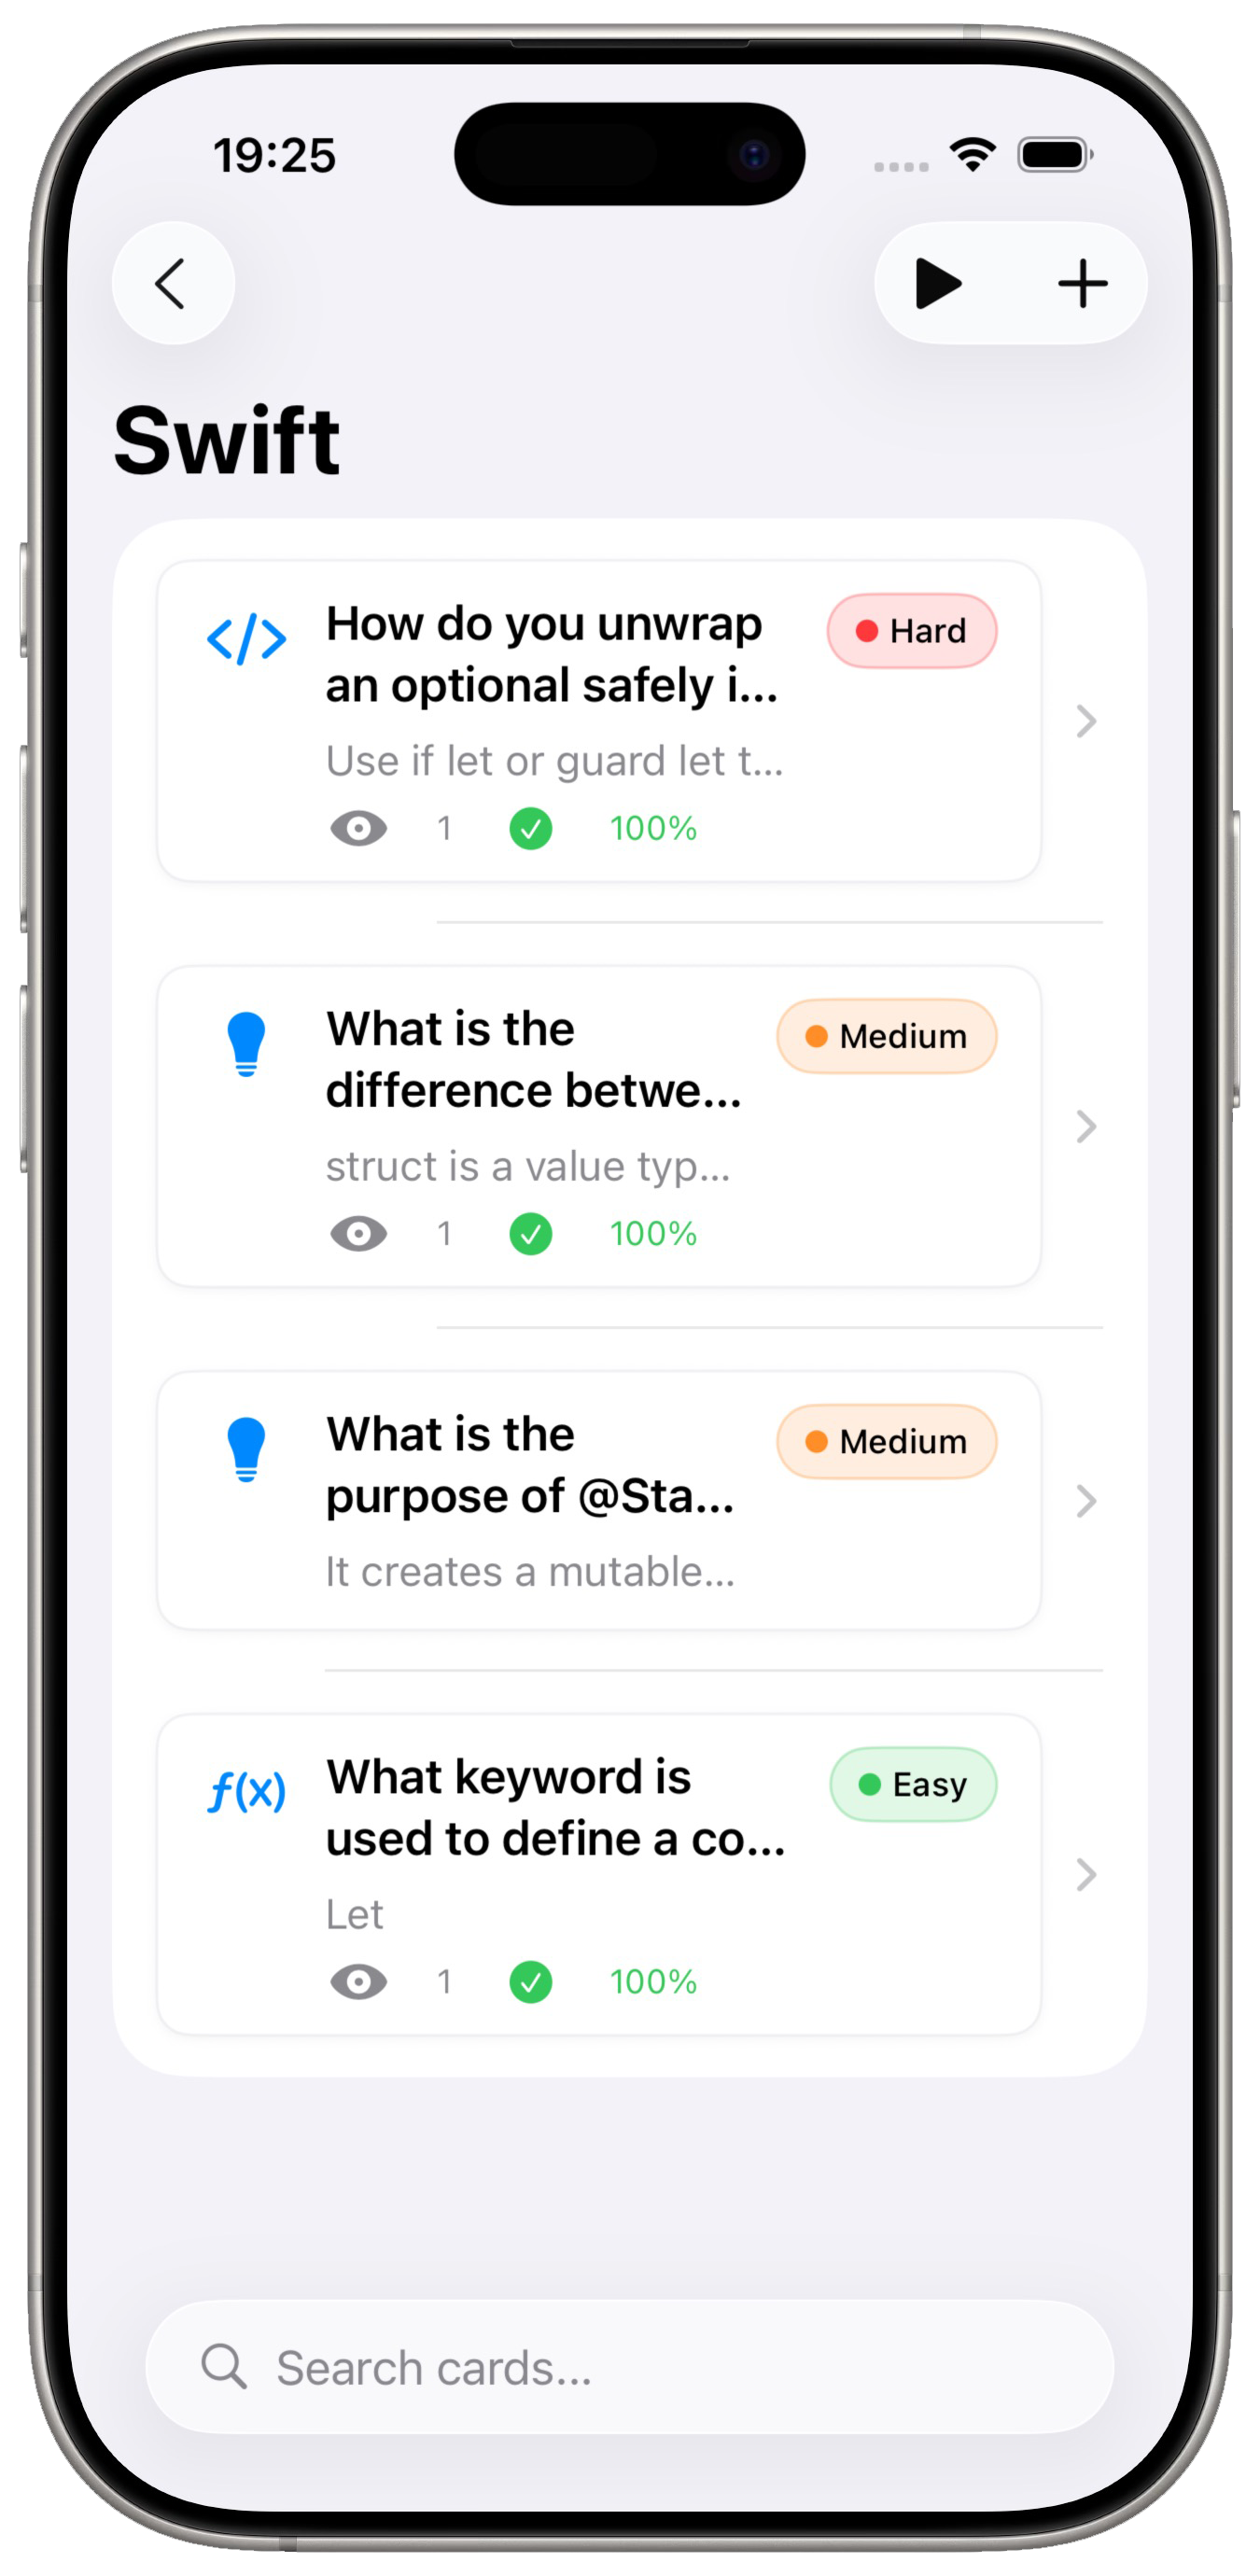 19:25
Swift
How do you unwrap
an optional safely i...
Hard
Use if let or guard let t...
1 100%
What is the
difference betwe...
Medium
struct is a value typ...
1 100%
What is the
purpose of @Sta...
Medium
It creates a mutable...
f(x)
What keyword is
used to define a co...
Easy
Let
1 100%
Search cards...